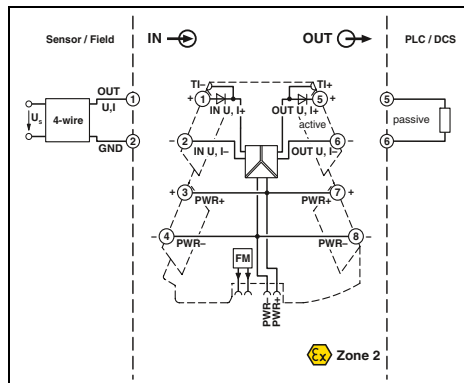 Sensor / Field
IN
OUT
PLC / DCS
TI–
TI+
OUT
U,I
1
+
1
IN U, I+
OUT U, I+
5
+
5
Us
4-wire
active
passive
2
GND
–
2
IN U, I–
OUT U, I–
6
–
6
+
3
PWR+
7
+
PWR+
–
4
PWR–
PWR–
8
–
FM
PWR–
PWR+
Ex
Zone 2